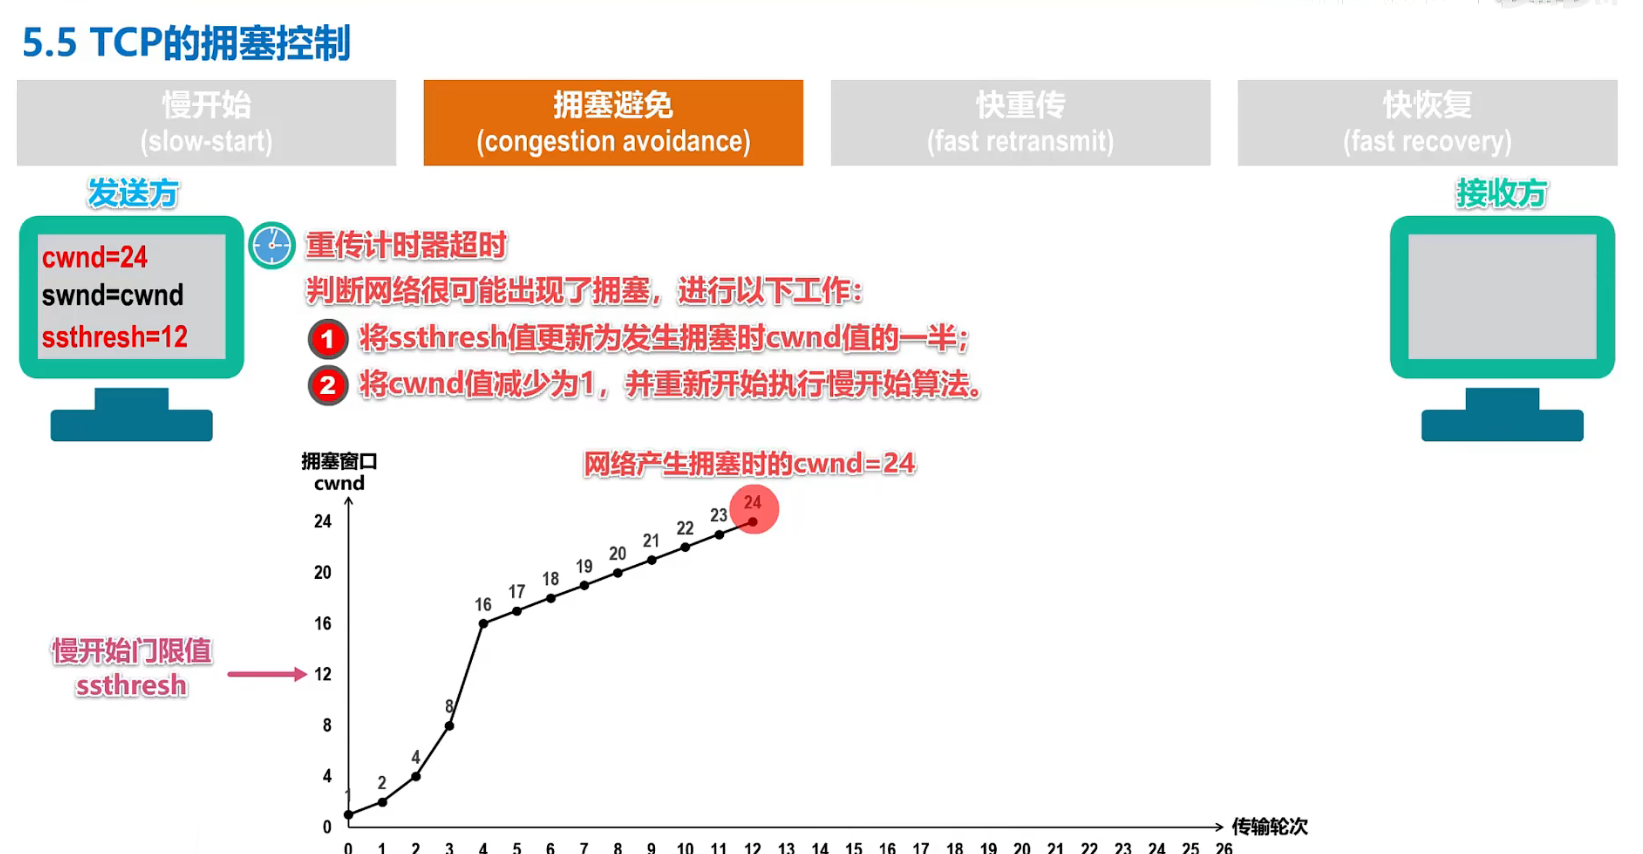 5.5 TCP的拥塞控制
慢开始
(slow-start)
拥塞避免
(congestion avoidance)
快重传
(fast retransmit)
快恢复
(fast recovery)
发送方
接收方
cwnd=24
swnd=cwnd
ssthresh=12
重传计时器超时
判断网络很可能出现了拥塞，进行以下工作：
1 将ssthresh值更新为发生拥塞时cwnd值的一半；
2 将cwnd值减少为1，并重新开始执行慢开始算法。
拥塞窗口
cwnd
网络产生拥塞时的cwnd=24
24
20
16
12
8
4
0
1
2
4
8
16
17
18
19
20
21
22
23
24
慢开始门限值
ssthresh
传输轮次
0 1 2 3 4 5 6 7 8 9 10 11 12 13 14 15 16 17 18 19 20 21 22 23 24 25 26